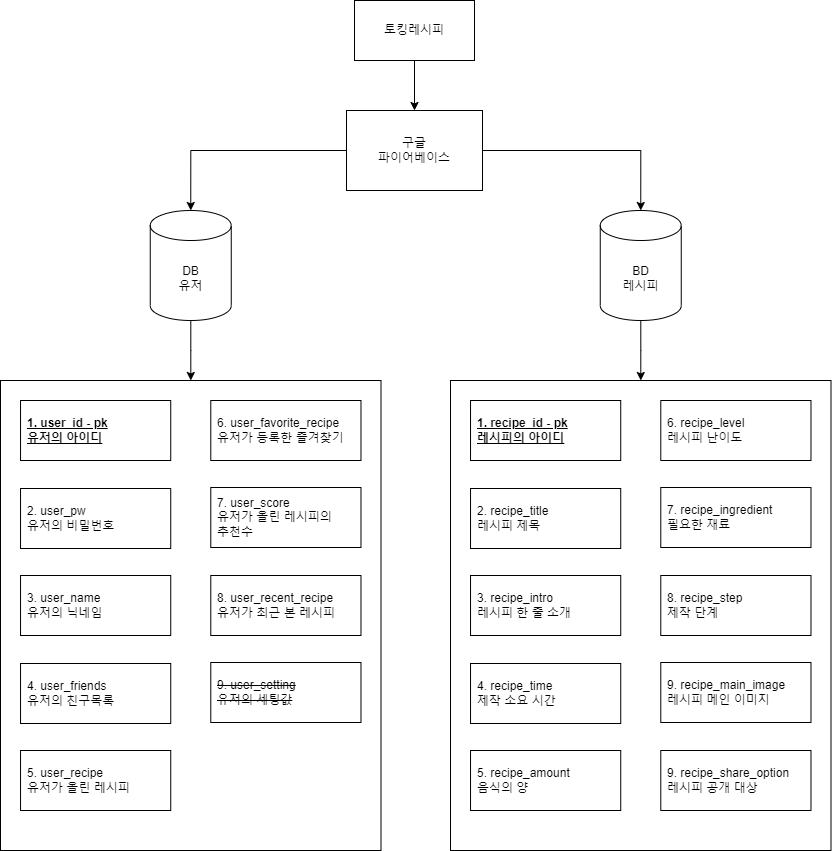 토킹레시피
구글
파이어베이스
DB
유저
BD
레시피
1. user_id - pk
유저의 아이디
2. user_pw
유저의 비밀번호
3. user_name
유저의 닉네임
4. user_friends
유저의 친구목록
5. user_recipe
유저가 올린 레시피
6. user_favorite_recipe
유저가 등록한 즐겨찾기
7. user_score
유저가 올린 레시피의
추천수
8. user_recent_recipe
유저가 최근 본 레시피
9. user_setting
유저의 세팅값
1. recipe_id - pk
레시피의 아이디
2. recipe_title
레시피 제목
3. recipe_intro
레시피 한 줄 소개
4. recipe_time
제작 소요 시간
5. recipe_amount
음식의 양
6. recipe_level
레시피 난이도
7. recipe_ingredient
필요한 재료
8. recipe_step
제작 단계
9. recipe_main_image
레시피 메인 이미지
9. recipe_share_option
레시피 공개 대상